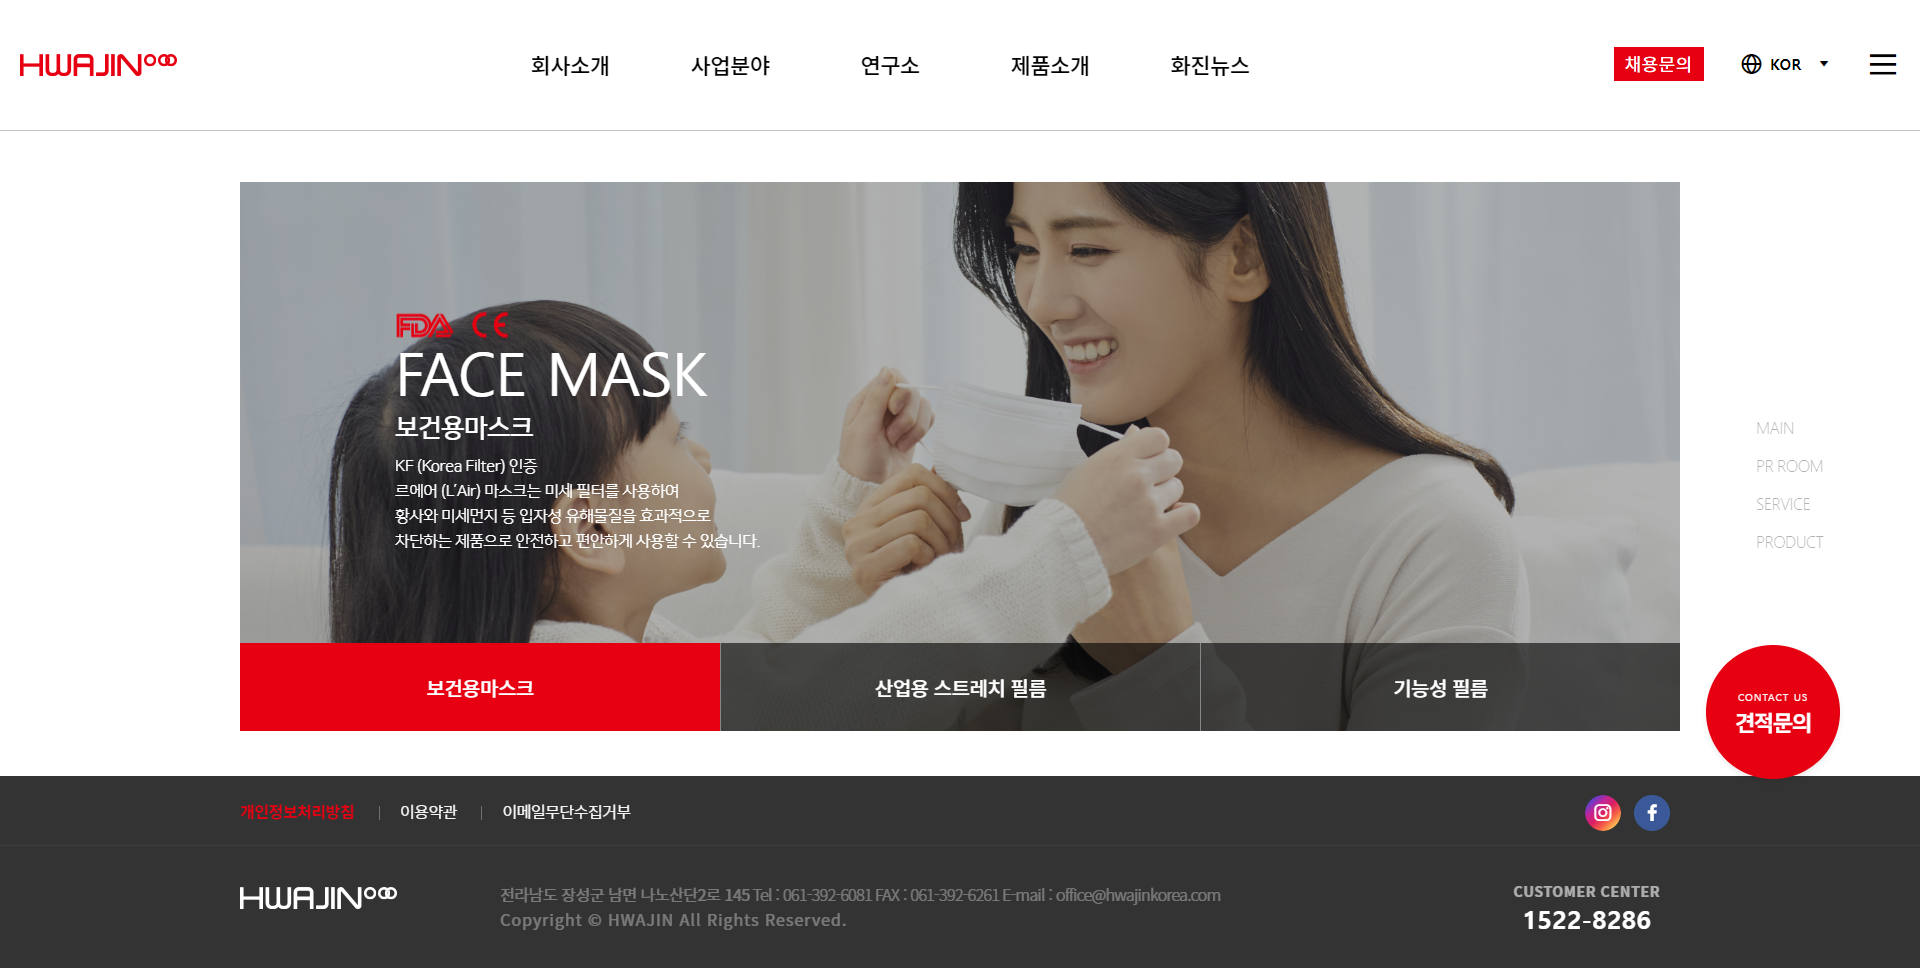 HWAJIN
회사소개
사업분야
연구소
제품소개
화진뉴스
채용문의
KOR
FDA CE
FACE MASK
보건용마스크
KF (Korea Filter) 인증
르에어 (L’Air) 마스크는 미세 필터를 사용하여
황사와 미세먼지 등 입자성 유해물질을 효과적으로
차단하는 제품으로 안전하고 편안하게 사용할 수 있습니다.
MAIN
PR ROOM
SERVICE
PRODUCT
보건용마스크
산업용 스트레치 필름
기능성 필름
CONTACT US
견적문의
개인정보처리방침
이용약관
이메일무단수집거부
HWAJIN
전라남도 장성군 남면 나노산단2로 145 Tel : 061-392-6081 FAX : 061-392-6261 E-mail : office@hwajinkorea.com
Copyright © HWAJIN All Rights Reserved.
CUSTOMER CENTER
1522-8286